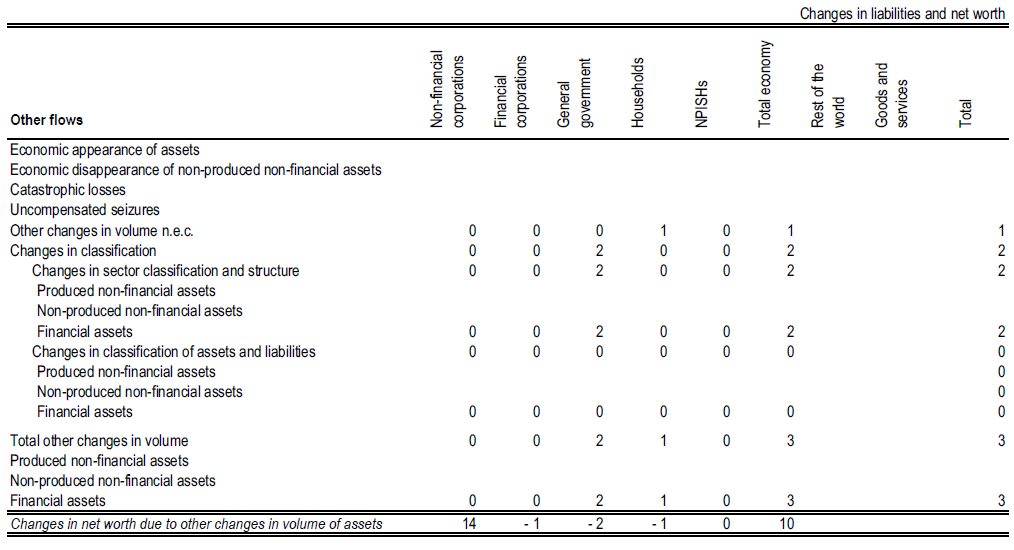 Changes in liabilities and net worth
Other flows Non-financial corporations Financial corporations General government Households NPISHs Total economy Rest of the world Goods and services Total
Economic appearance of assets
Economic disappearance of non-produced non-financial assets
Catastrophic losses
Uncompensated seizures
Other changes in volume n.e.c. 0 0 0 1 0 1 1
Changes in classification 0 0 2 0 0 2 2
Changes in sector classification and structure 0 0 2 0 0 2 2
Produced non-financial assets
Non-produced non-financial assets
Financial assets 0 0 2 0 0 2 2
Changes in classification of assets and liabilities 0 0 0 0 0 0 0
Produced non-financial assets 0
Non-produced non-financial assets 0
Financial assets 0 0 0 0 0 0 0
Total other changes in volume 0 0 2 1 0 3 3
Produced non-financial assets
Non-produced non-financial assets
Financial assets 0 0 2 1 0 3 3
Changes in net worth due to other changes in volume of assets 14 - 1 - 2 - 1 0 10